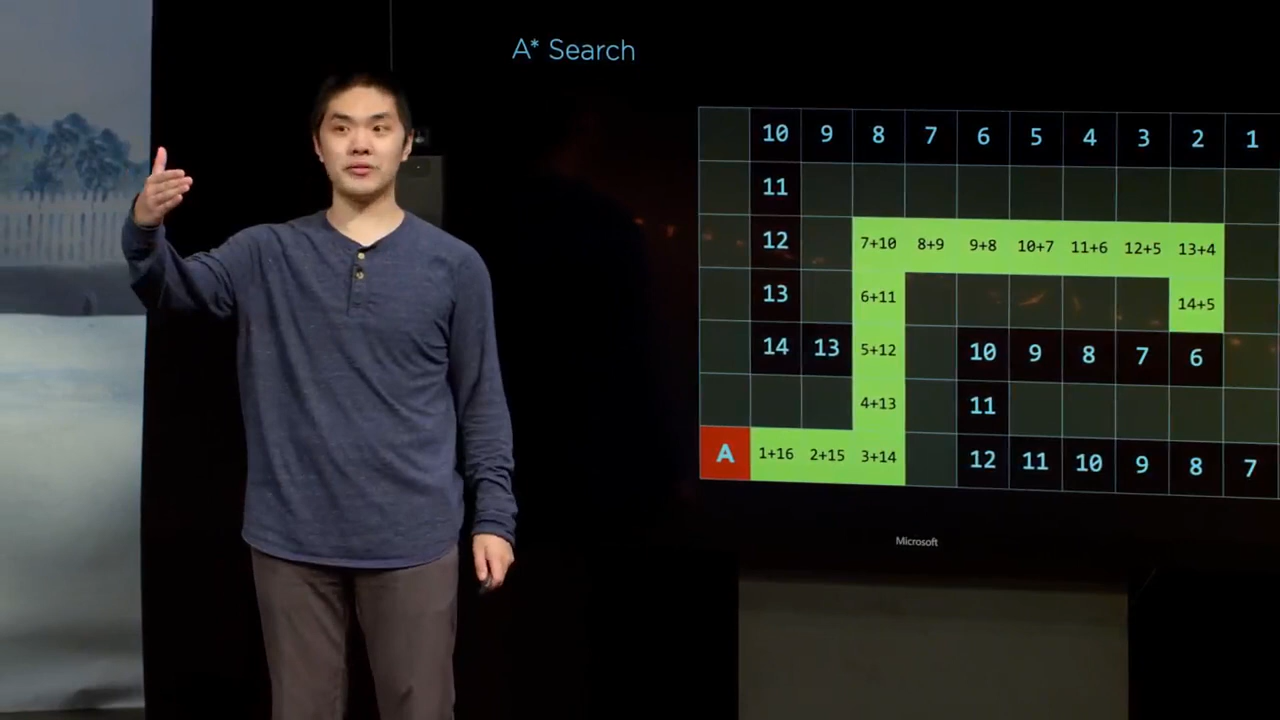 A* Search
10 9 8 7 6 5 4 3 2 1
11
12 7+10 8+9 9+8 10+7 11+6 12+5 13+4
13 6+11 14+5
14 13 5+12 10 9 8 7 6
4+13 11
A 1+16 2+15 3+14 12 11 10 9 8 7
Microsoft